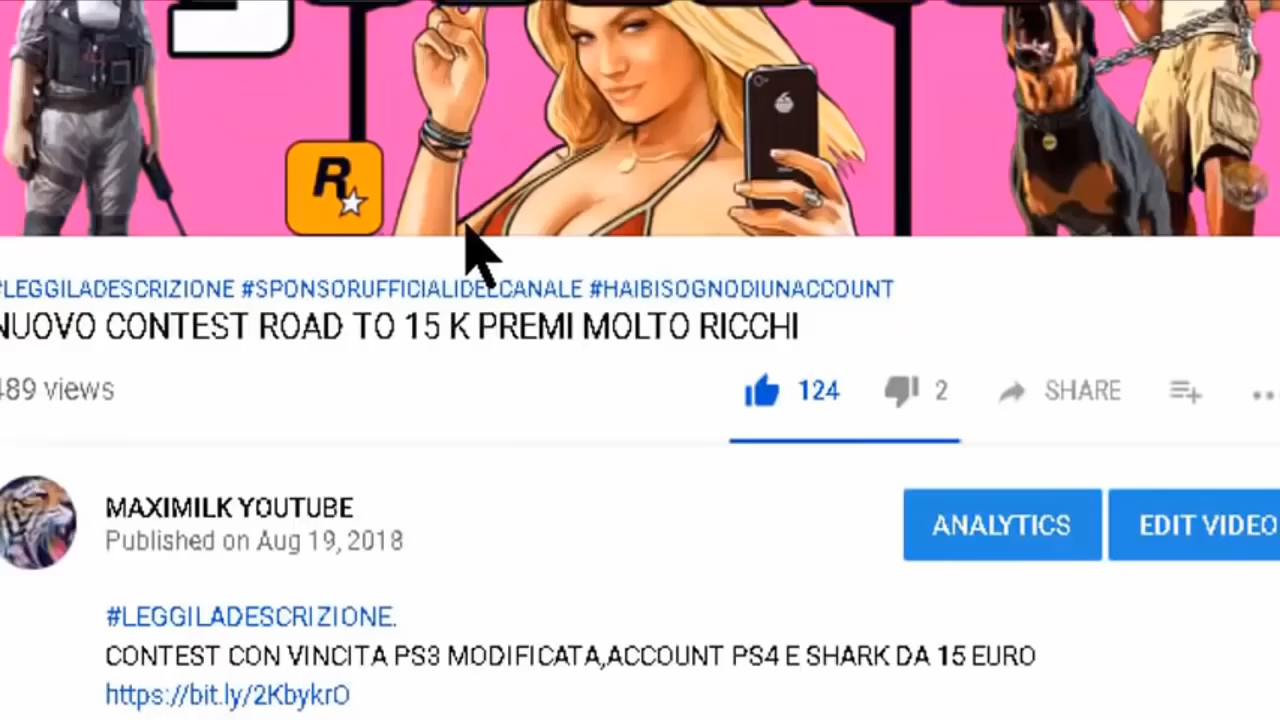 R
#LEGGILADESCRIZIONE #SPONSORUFFICIALIDELCANALE #HAIBISOGNODIUNACCOUNT
NUOVO CONTEST ROAD TO 15 K PREMI MOLTO RICCHI
489 views
124 2 SHARE
MAXIMILK YOUTUBE
Published on Aug 19, 2018
ANALYTICS EDIT VIDEO
#LEGGILADESCRIZIONE.
CONTEST CON VINCITA PS3 MODIFICATA,ACCOUNT PS4 E SHARK DA 15 EURO
https://bit.ly/2KbykrO